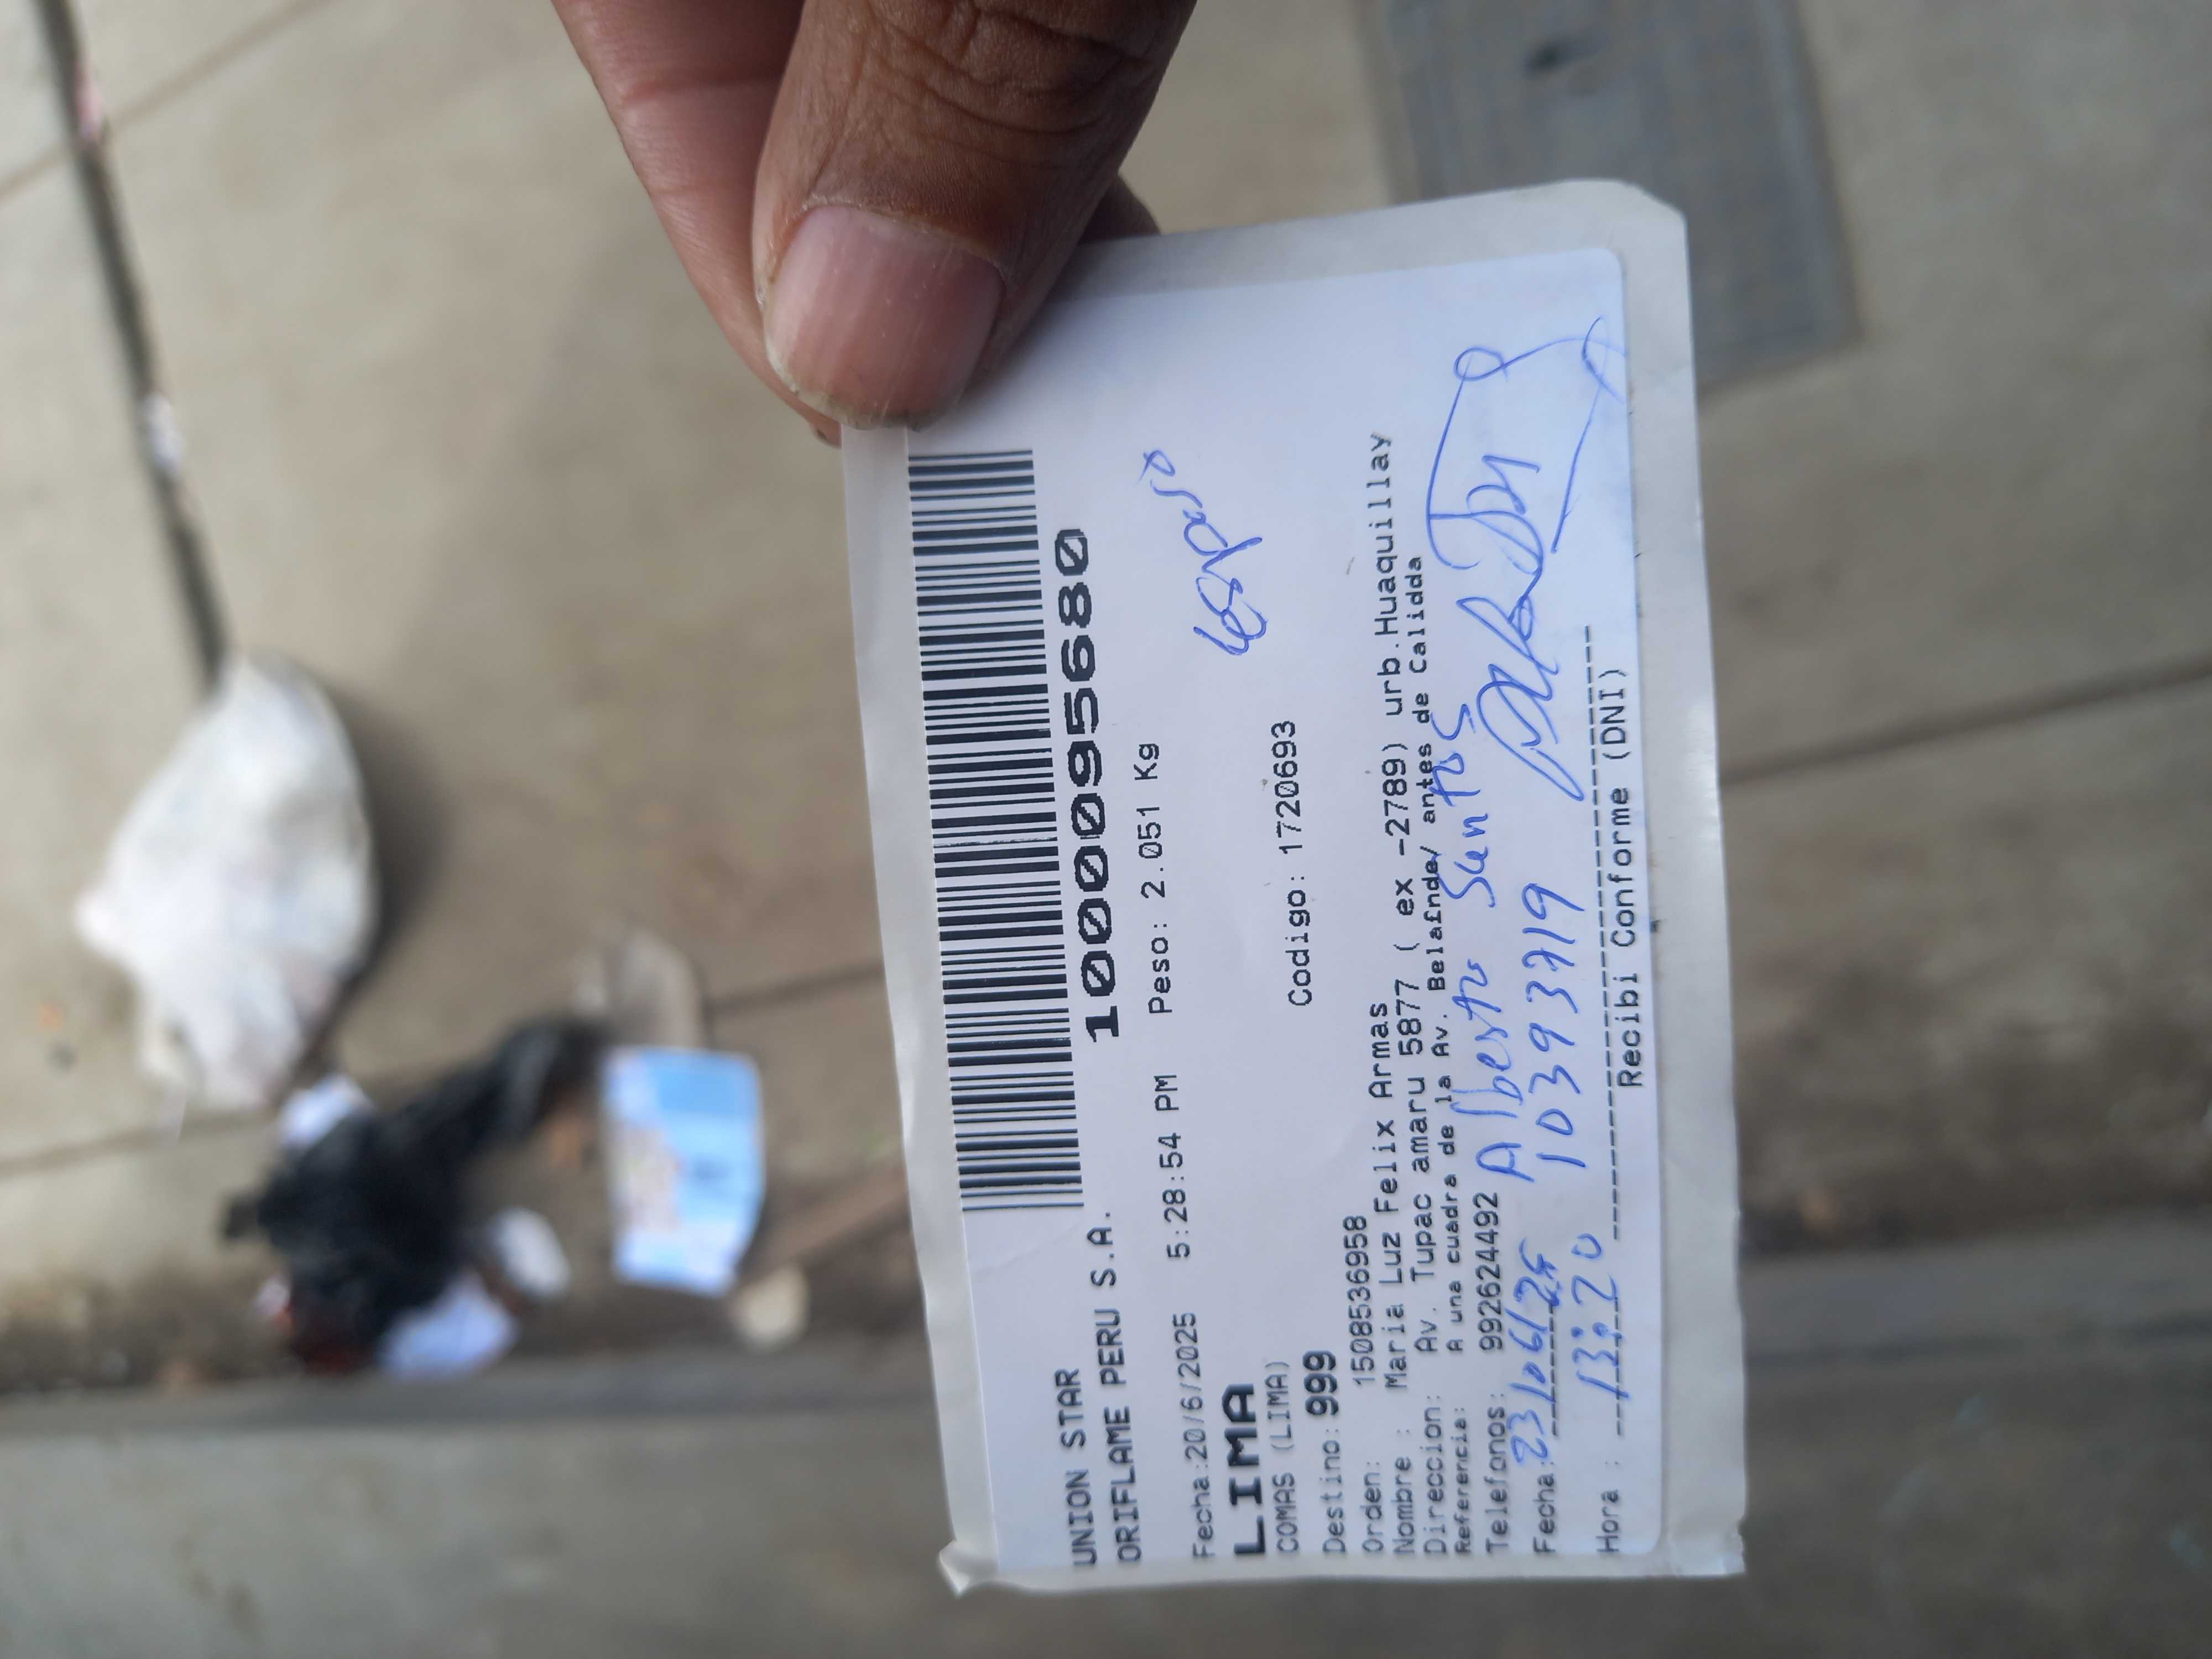 UNION STAR
ORIFLAME PERU S.A.
1000095680
Fecha:20/6/2025 5:28:54 PM Peso: 2.051 Kg
LIMA
esposo
COMAS (LIMA)
Destino: 999 Codigo: 1720693
Orden: 1508536958
Nombre : Maria Luz Felix Armas
Direccion: Av. Tupac amaru 5877 ( ex -2789) urb.Huaquillay
Referencia: A una cuadra de la Av. Belafnde/ antes de Calidda
Telefonos: 992624492 Alberto Santos
Fecha: 23/06/25 10393719
Hora : 13:20
Recibi Conforme (DNI)